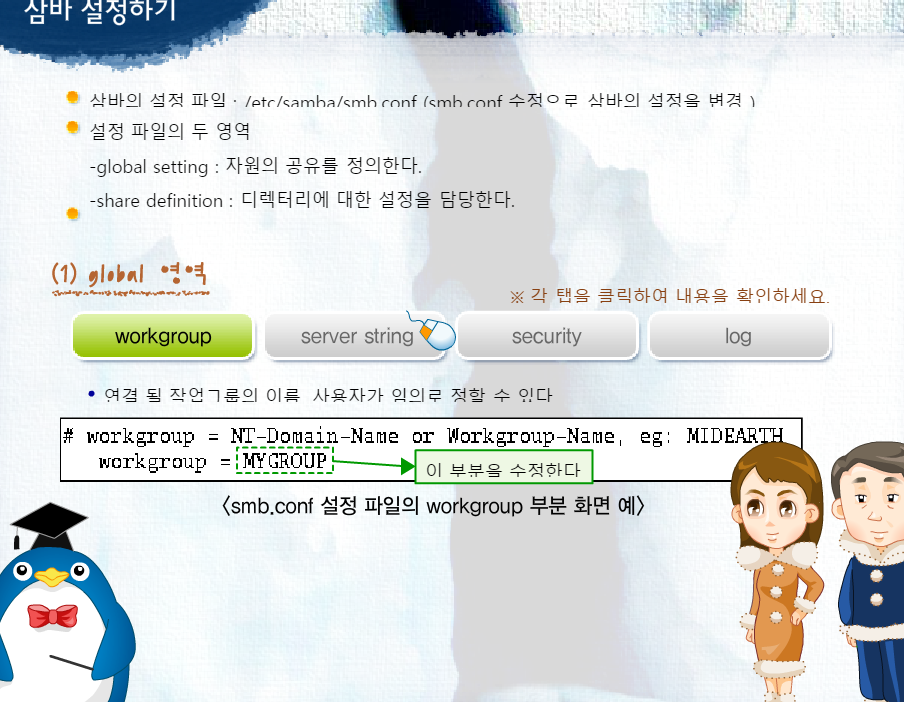 삼바 설정하기
삼바의 설정 파일 : /etc/samba/smb.conf (smb.conf 수정으로 삼바의 설정을 변경 )
설정 파일의 두 영역
-global setting : 자원의 공유를 정의한다.
-share definition : 디렉터리에 대한 설정을 담당한다.
(1) global 영역
※ 각 탭을 클릭하여 내용을 확인하세요.
workgroup server string security log
• 연결 될 작업그룹의 이름, 사용자가 임의로 정할 수 있다
# workgroup = NT-Domain-Name or Workgroup-Name, eg: MIDEARTH
workgroup = MYGROUP 이 부분을 수정한다
<smb.conf 설정 파일의 workgroup 부분 화면 예>